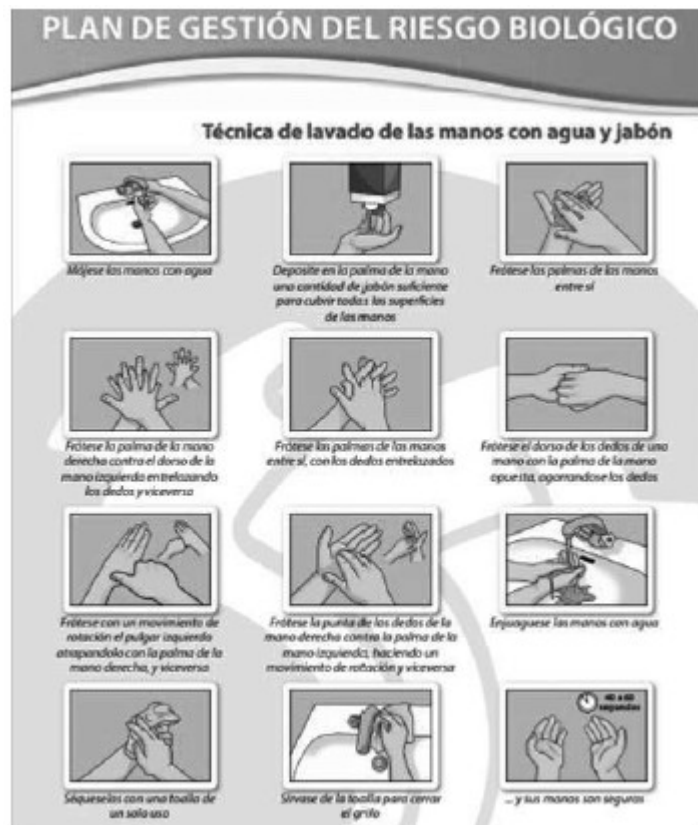 PLAN DE GESTIÓN DEL RIESGO BIOLÓGICO
Técnica de lavado de las manos con agua y jabón
Mójese las manos con agua
Deposite en la palma de la mano
una cantidad de jabón suficiente
para cubrir todas las superficies
de las manos
Frótese las palmas de las manos
entre sí
Frótese la palma de la mano
derecha contra el dorso de la
mano izquierda entrelazando
los dedos y viceversa
Frótese las palmas de las manos
entre sí, con los dedos entrelazados
Frótese el dorso de los dedos de una
mano con la palma de la mano
opuesta, agarrandose los dedos
Frótese con un movimiento de
rotación el pulgar izquierdo
atrapandolo con la palma de la
mano derecha, y viceversa
Frótese la punta de los dedos de la
mano derecha contra la palma de la
mano izquierda, haciendo un
movimiento de rotación y viceversa
Enjuaguese las manos con agua
Séqueselas con una toalla de
un solo uso
Sírvase de la toalla para cerrar
el grifo
40 a 60
segundos
... y sus manos son seguras